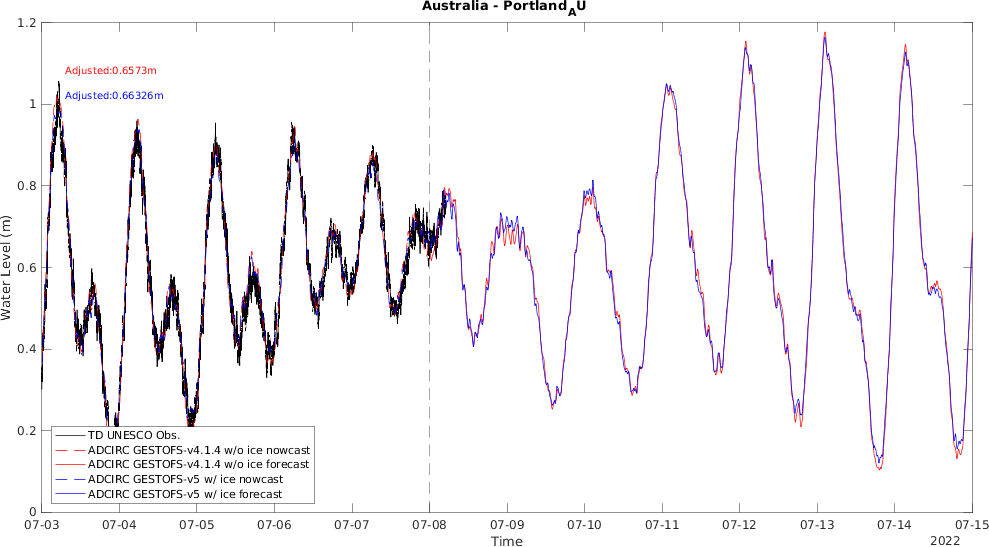 Australia - PortlandAU
1.2
1
0.8
0.6
0.4
0.2
0
Water Level (m)
Adjusted:0.6573m
Adjusted:0.66326m
TD UNESCO Obs.
ADCIRC GESTOFS-v4.1.4 w/o ice nowcast
ADCIRC GESTOFS-v4.1.4 w/o ice forecast
ADCIRC GESTOFS-v5 w/ ice nowcast
ADCIRC GESTOFS-v5 w/ ice forecast
07-03 07-04 07-05 07-06 07-07 07-08 07-09 07-10 07-11 07-12 07-13 07-14 07-15
Time
2022